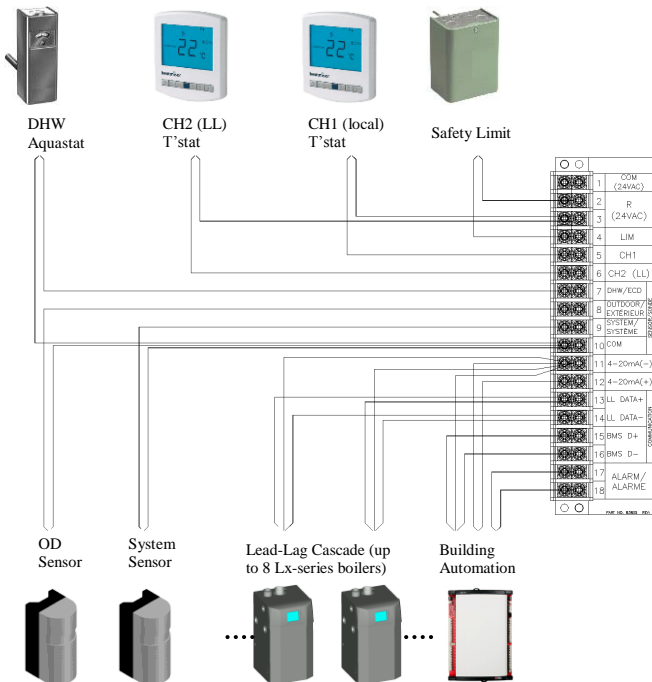 DHW
Aquastat
CH2 (LL)
T’stat
CH1 (local)
T’stat
Safety Limit
1 COM
(24VAC)
2 R
3 (24VAC)
4 LIM
5 CH1
6 CH2 (LL)
7 DHW/ECD
8 OUTDOOR/
EXTÉRIEUR
9 SYSTEM/
SYSTÈME
10 COM
SENSOR/SONDE
11 4-20mA(-)
12 4-20mA(+)
13 LL DATA+
14 LL DATA-
15 BMS D+
16 BMS D-
COMMUNICATION
17 ALARM/
18 ALARME
OD
Sensor
System
Sensor
Lead-Lag Cascade (up
to 8 Lx-series boilers)
Building
Automation